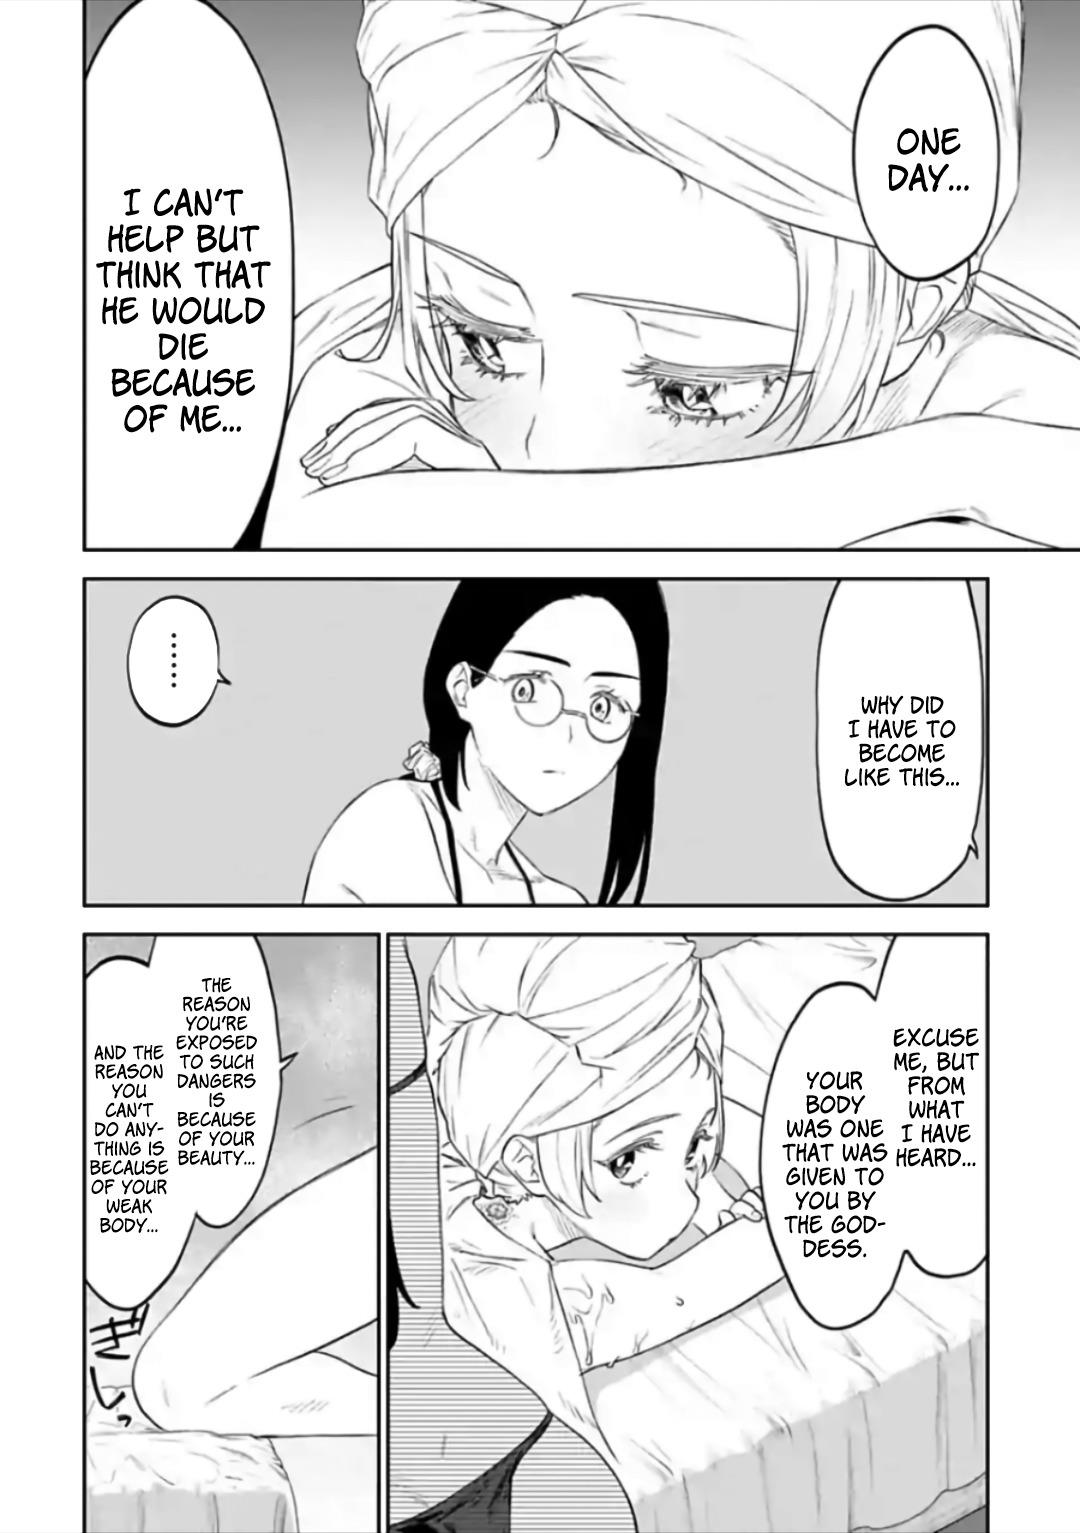 ONE
DAY...
I CAN'T
HELP BUT
THINK THAT
HE WOULD
DIE
BECAUSE
OF ME...
WHY DID
I HAVE TO
BECOME
LIKE THIS...
......
EXCUSE
ME, BUT
FROM
WHAT
I HAVE
HEARD...
YOUR
BODY
WAS ONE
THAT WAS
GIVEN TO
YOU BY
THE GOD-
DESS.
THE
REASON
YOU'RE
EXPOSED
TO SUCH
DANGERS
IS
BECAUSE
OF YOUR
BEAUTY...
AND THE
REASON
YOU
CAN'T
DO ANY-
THING IS
BECAUSE
OF YOUR
WEAK
BODY...
ぎしっ